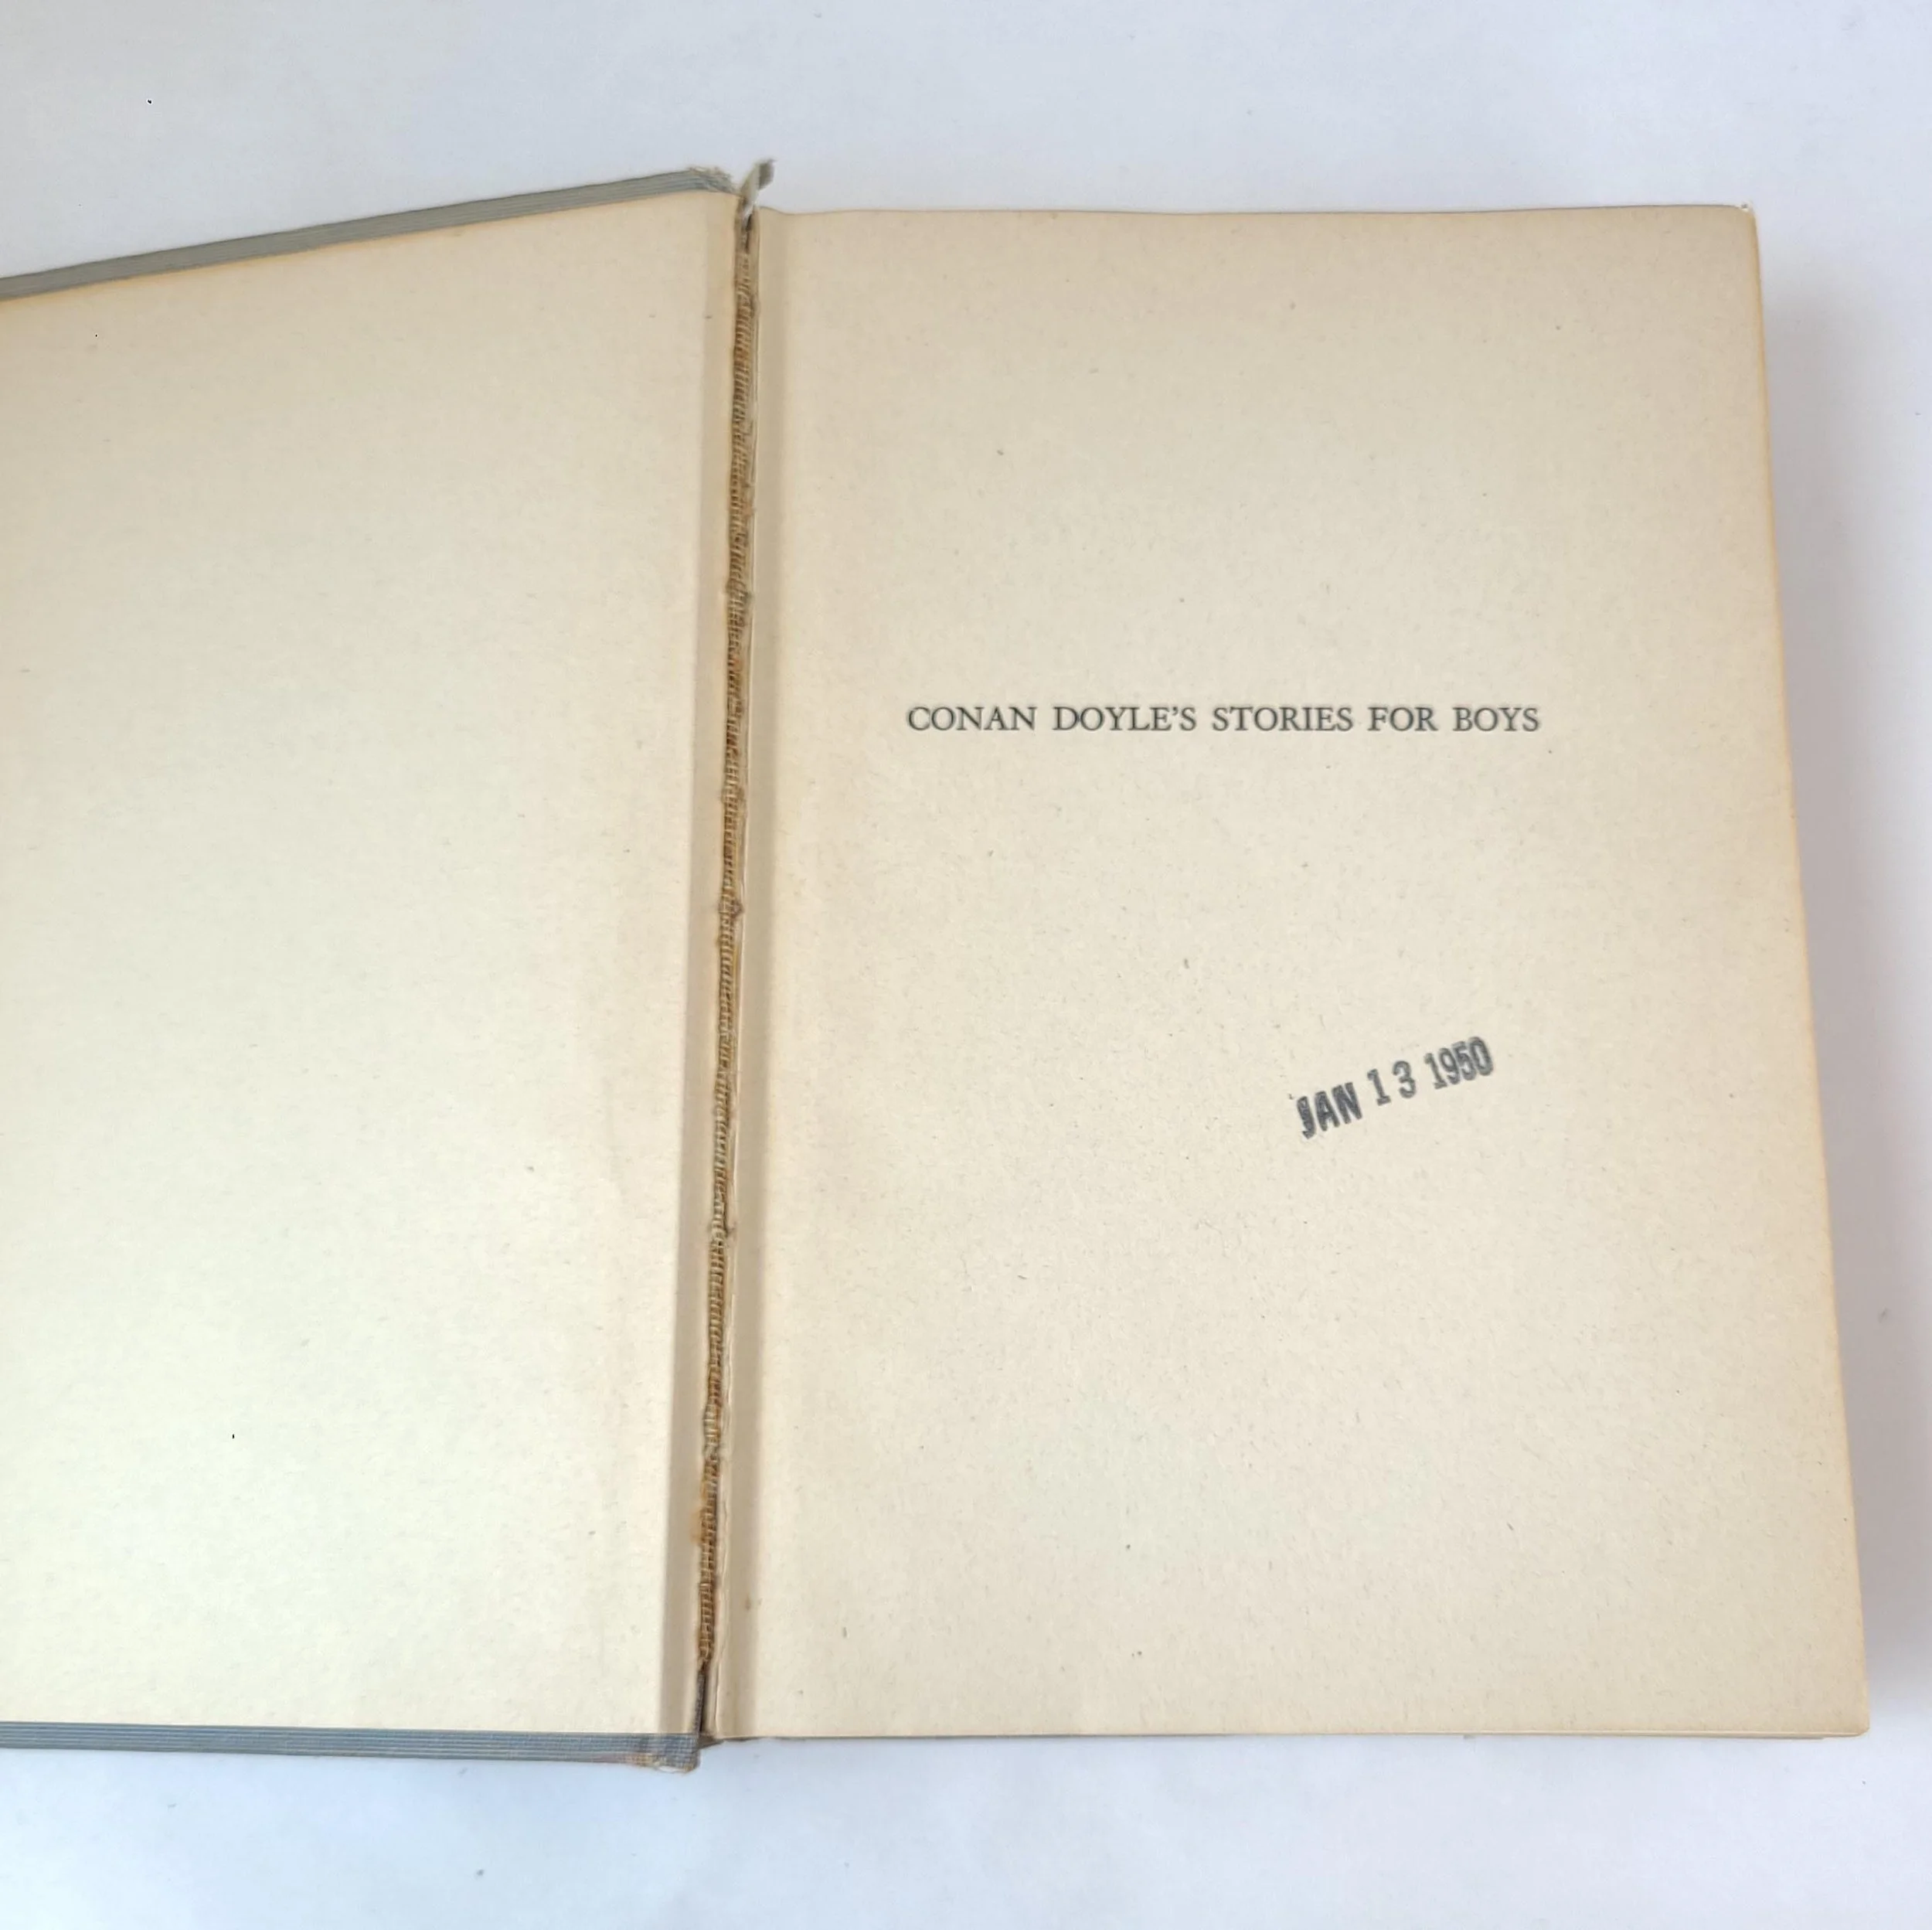 CONAN DOYLE'S STORIES FOR BOYS
JAN 13 1950